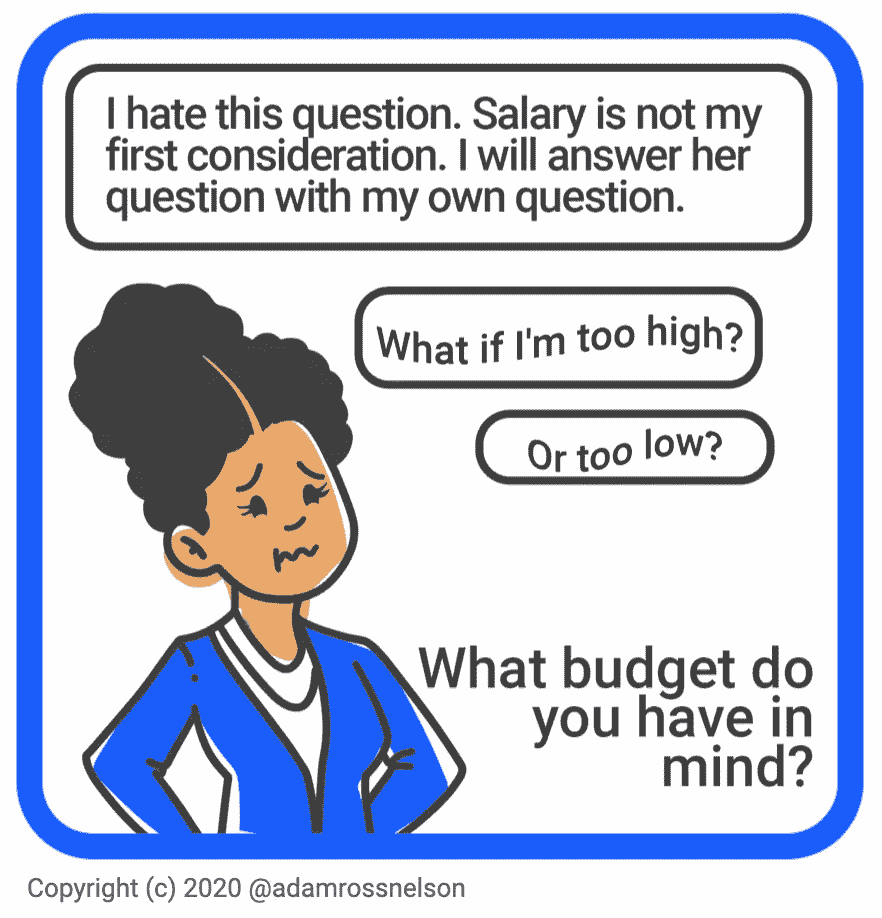 I hate this question. Salary is not my
first consideration. I will answer her
question with my own question.
What if I'm too high?
Or too low?
What budget do
you have in
mind?
Copyright (c) 2020 @adamrossnelson